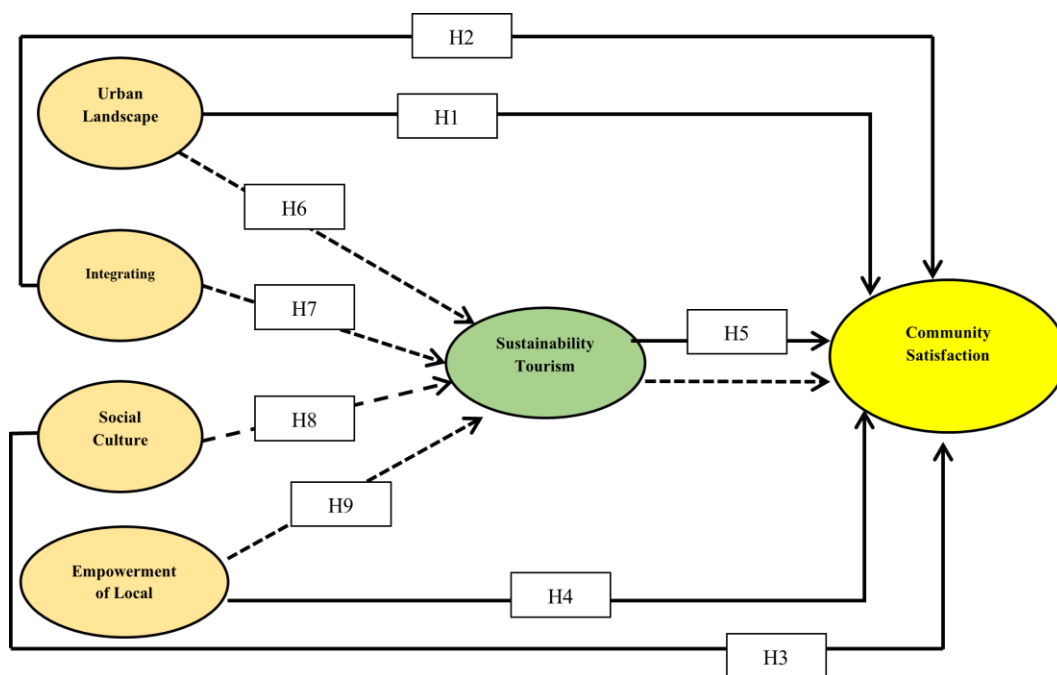 H2
Urban
Landscape
H1
H6
Integrating
H7
Sustainability
Tourism
H5
Community
Satisfaction
Social
Culture
H8
H9
Empowerment
of Local
H4
H3